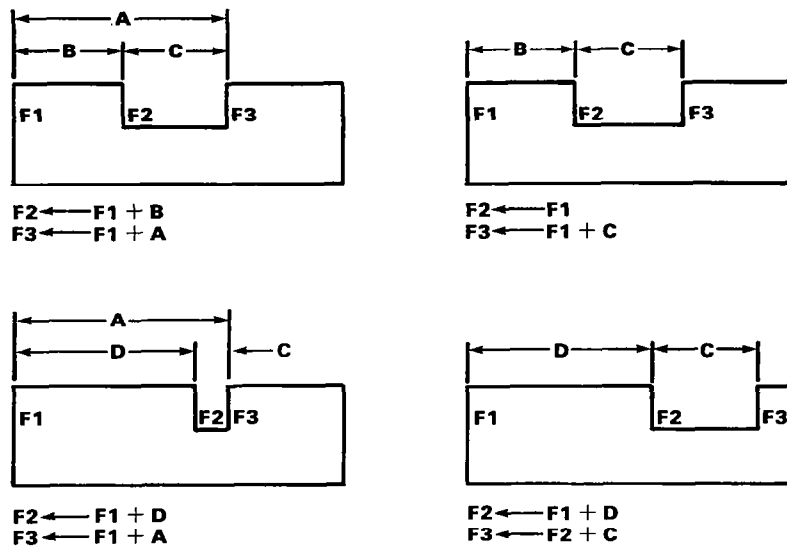 A
B C
F1 F2 F3
F2 ← F1 + B
F3 ← F1 + A
B C
F1 F2 F3
F2 ← F1
F3 ← F1 + C
A
D C
F1 F2 F3
F2 ← F1 + D
F3 ← F1 + A
D C
F1 F2 F3
F2 ← F1 + D
F3 ← F2 + C